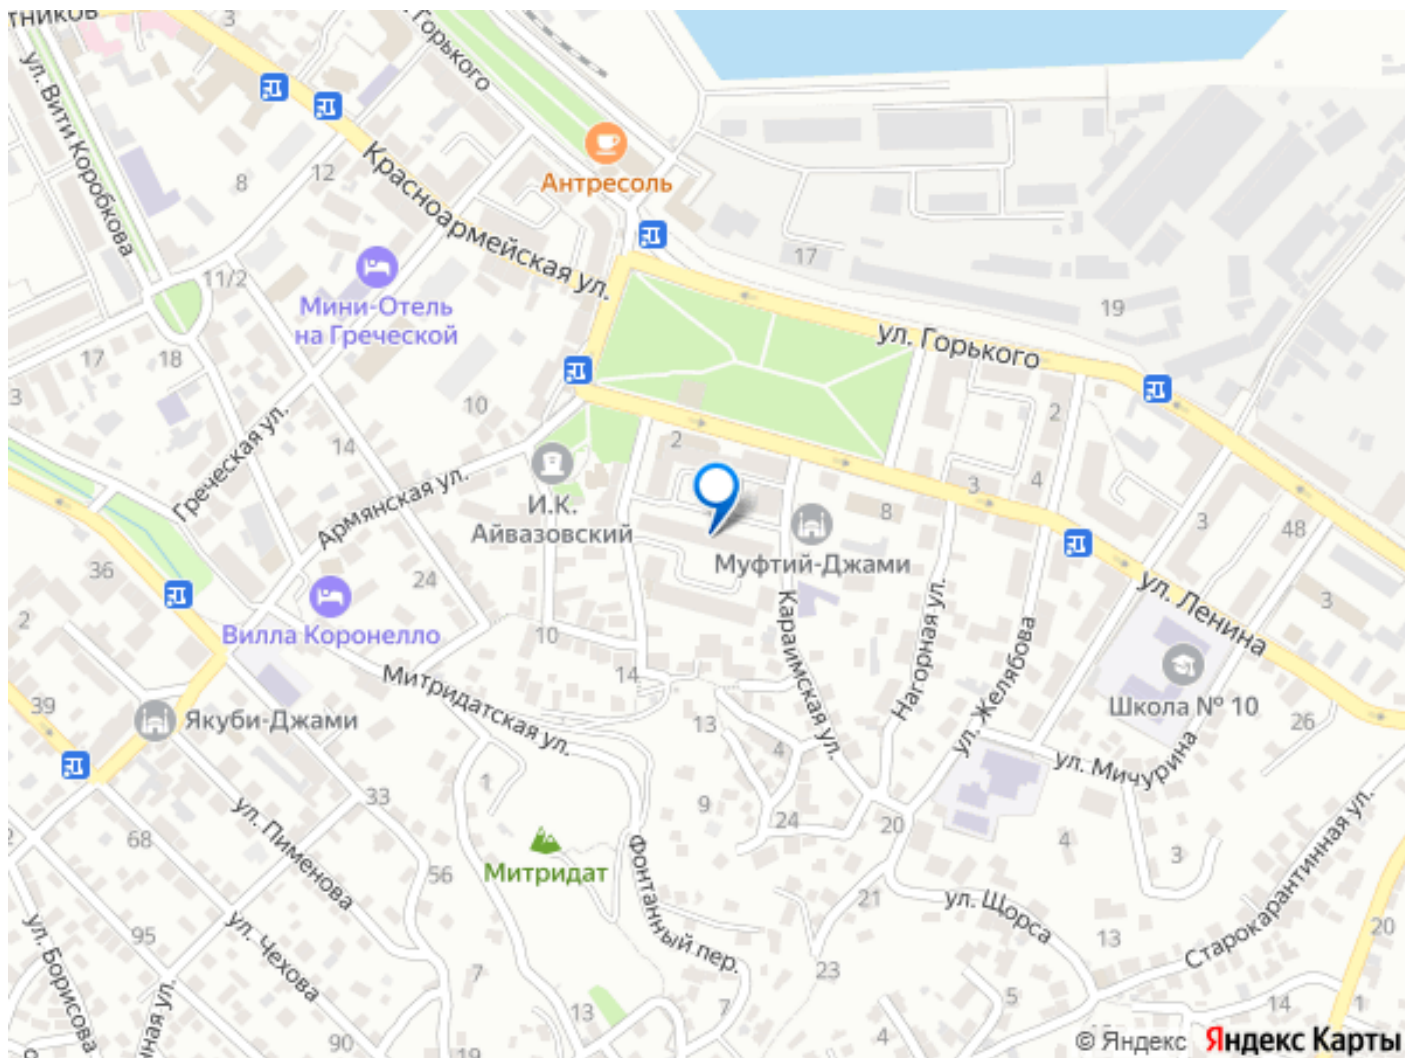 тников
3
Горького
ул. Вити Коробкова
8
12
Красноармейская ул.
Антресоль
17
19
11/2
Мини-Отель
на Греческой
ул. Горького
17
18
3
10
2
14
2
4
Греческая ул.
Армянская ул.
И.К.
Айвазовский
3
8
3
48
Муфтий-Джами
36
24
2
Вилла Коронелло
10
Караимская ул.
Нагорная ул.
ул. Желябова
ул. Ленина
3
14
Митридатская ул.
Школа № 10
26
39
Якуби-Джами
13
4
ул. Мичурина
1
33
9
24
20
4
3
68
ул. Пименова
Митридат
56
Фонтанный пер.
21
ул. Щорса
Старокарантинная ул.
20
ул. Борисова
95
ул. Чехова
13
7
23
5
14
1
нная ул.
13
7
4
90
19
© Яндекс Яндекс Карты